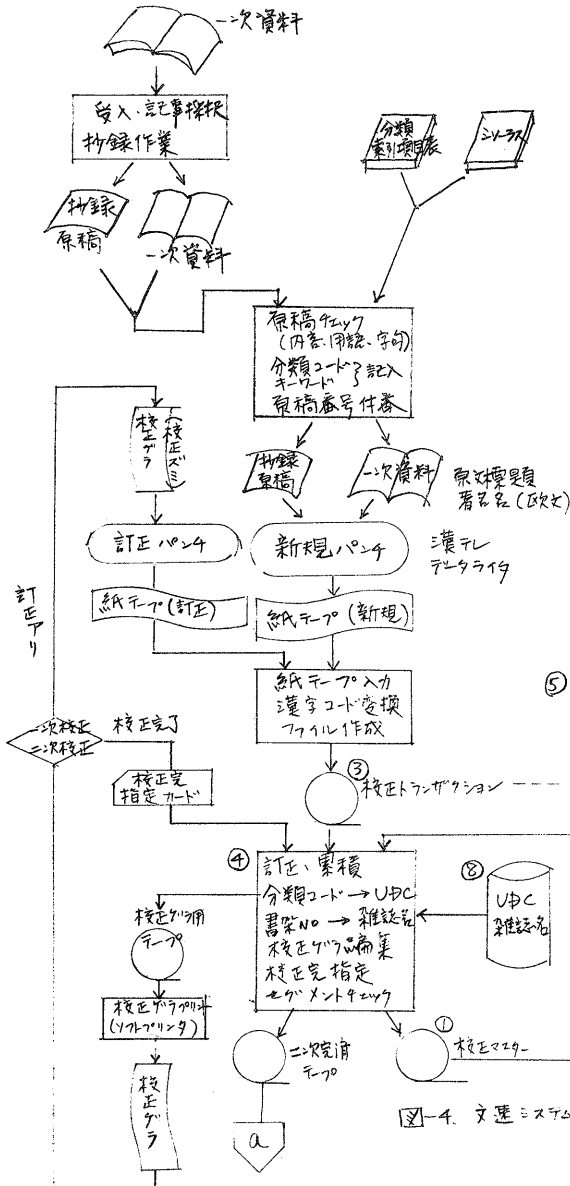 一次資料
受入、記事採択
抄録作業
分類
索引項目表
シソーラス
抄録
原稿
一次資料
原稿チェック
(内容、用語、字句)
分類コード
キーワード
}記入
原稿番号件番
校正ゲラ
(校正ズミ)
抄録
原稿
一次資料
原文標題
著者名(欧文)
訂正パンチ
新規パンチ
漢テレ
データライタ
紙テープ(訂正)
紙テープ(新規)
訂正アリ
紙テープ入力
漢字コード変換
ファイル作成
⑤
一次校正
二次校正
校正完了
校正完
指定カード
③
校正トランザクション
④
訂正、累積
分類コード→UDC
書架NO→雑誌名
校正ゲラ編集
校正完指定
セグメントチェック
⑧
UDC
雑誌名
校正ゲラ用
テープ
校正ゲラプリント
(ソフトプリンタ)
校正ゲラ
二次完済
テープ
①
校正マスター
a
図-4. 文速システム